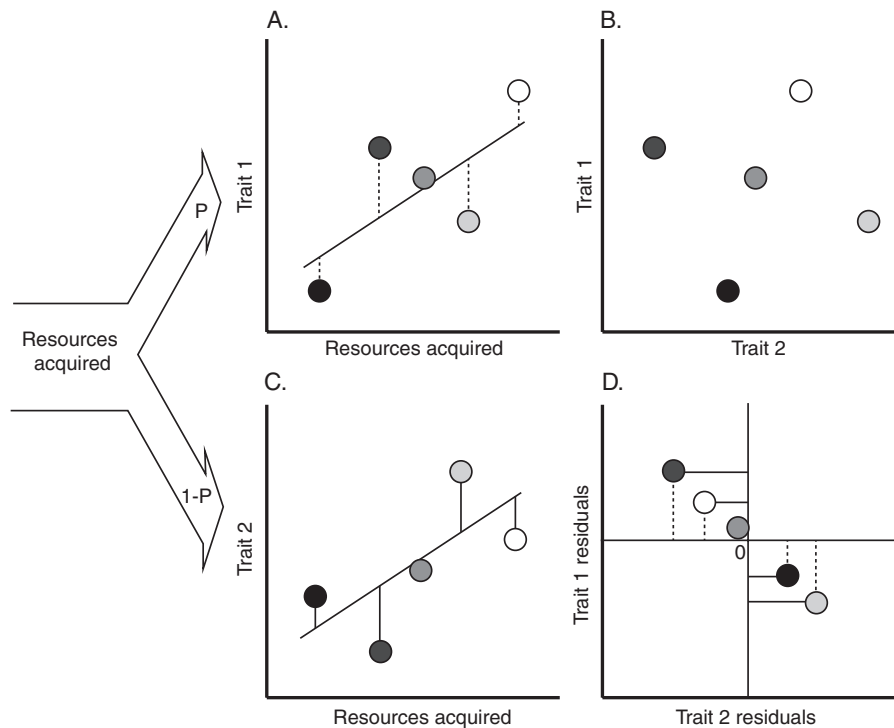 A.
Trait 1
Resources acquired
B.
Trait 1
Trait 2
P
Resources
acquired
1-P
C.
Trait 2
Resources acquired
D.
Trait 1 residuals
0
Trait 2 residuals